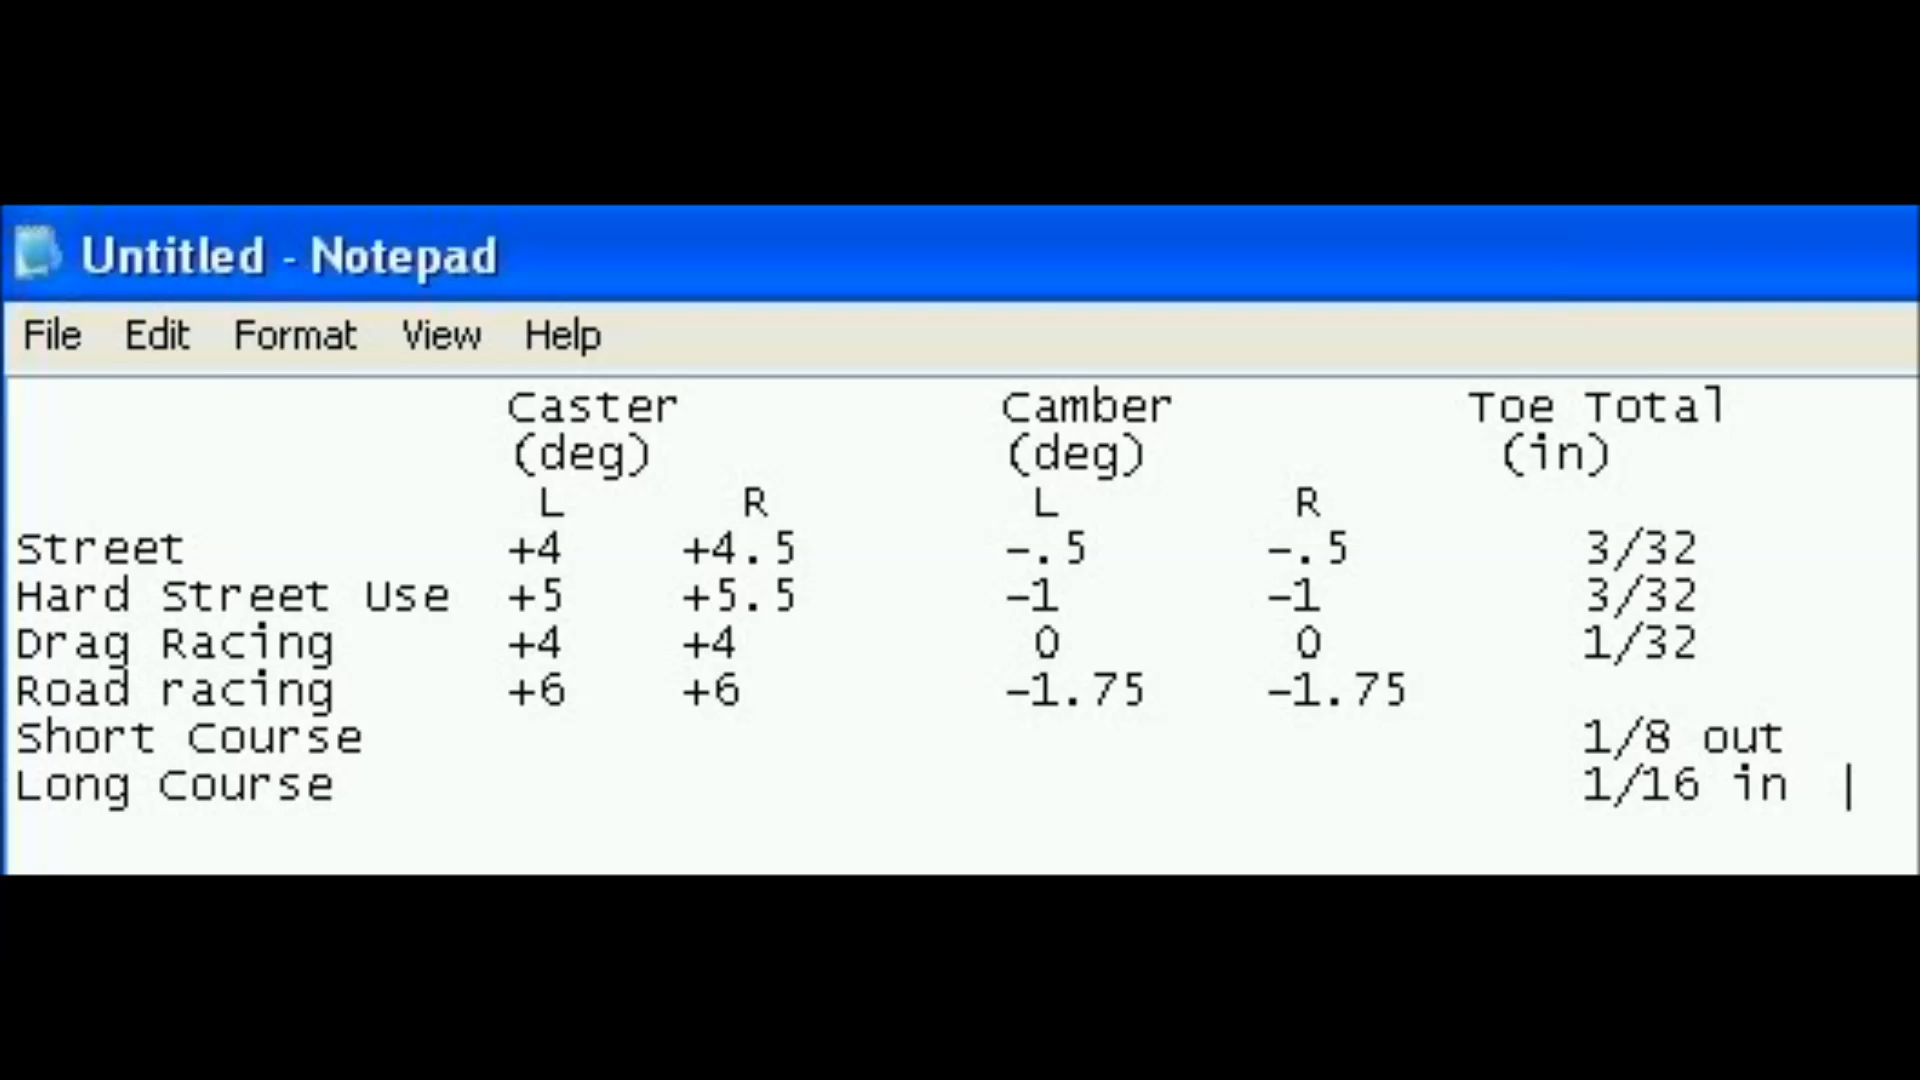 Untitled - Notepad
File Edit Format View Help
Caster Camber Toe Total
(deg) (deg) (in)
L R L R
Street +4 +4.5 -.5 -.5 3/32
Hard Street Use +5 +5.5 -1 -1 3/32
Drag Racing +4 +4 0 0 1/32
Road racing +6 +6 -1.75 -1.75
Short Course 1/8 out
Long Course 1/16 in